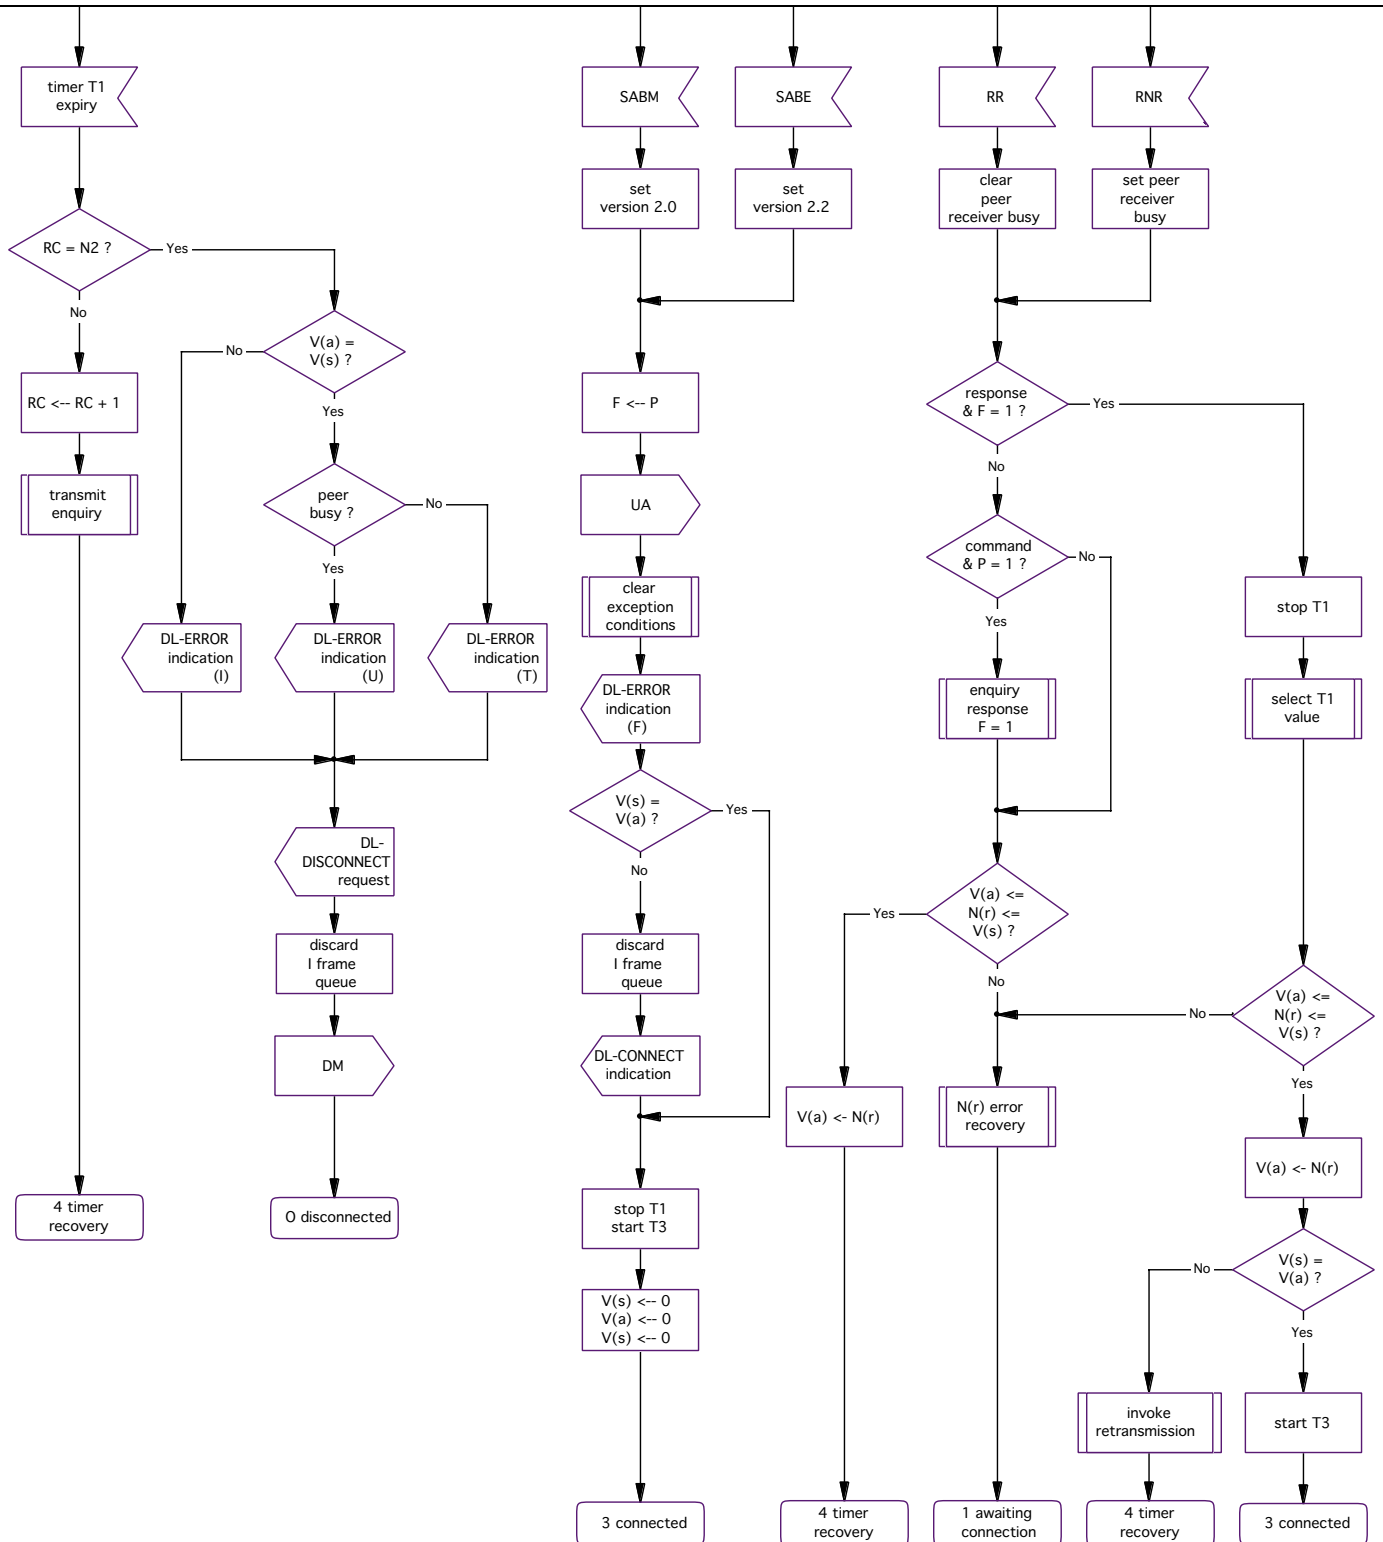 timer T1
expiry
SABM
SABE
RR
RNR
set
version 2.0
set
version 2.2
clear
peer
receiver busy
set peer
receiver
busy
RC = N2 ?
Yes
No
V(a) =
V(s) ?
No
Yes
RC <-- RC + 1
F <-- P
response
& F = 1 ?
Yes
No
transmit
enquiry
peer
busy ?
No
Yes
UA
command
& P = 1 ?
No
Yes
clear
exception
conditions
stop T1
DL-ERROR
indication
(I)
DL-ERROR
indication
(U)
DL-ERROR
indication
(T)
DL-ERROR
indication
(F)
enquiry
response
F = 1
select T1
value
V(s) =
V(a) ?
Yes
No
DL-
DISCONNECT
request
V(a) <=
N(r) <=
V(s) ?
Yes
No
discard
I frame
queue
discard
I frame
queue
V(a) <=
N(r) <=
V(s) ?
No
Yes
DM
DL-CONNECT
indication
V(a) <- N(r)
N(r) error
recovery
V(a) <- N(r)
4 timer
recovery
0 disconnected
stop T1
start T3
V(s) =
V(a) ?
No
Yes
V(s) <-- 0
V(a) <-- 0
V(s) <-- 0
invoke
retransmission
start T3
3 connected
4 timer
recovery
1 awaiting
connection
4 timer
recovery
3 connected